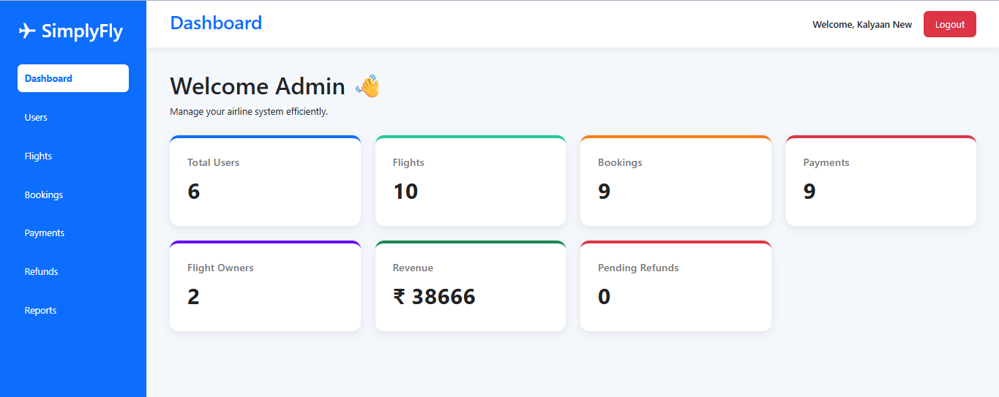 SimplyFly
Dashboard
Users
Flights
Bookings
Payments
Refunds
Reports
Dashboard
Welcome, Kalyaan New
Logout
Welcome Admin 👋
Manage your airline system efficiently.
Total Users
6
Flights
10
Bookings
9
Payments
9
Flight Owners
2
Revenue
₹ 38666
Pending Refunds
0